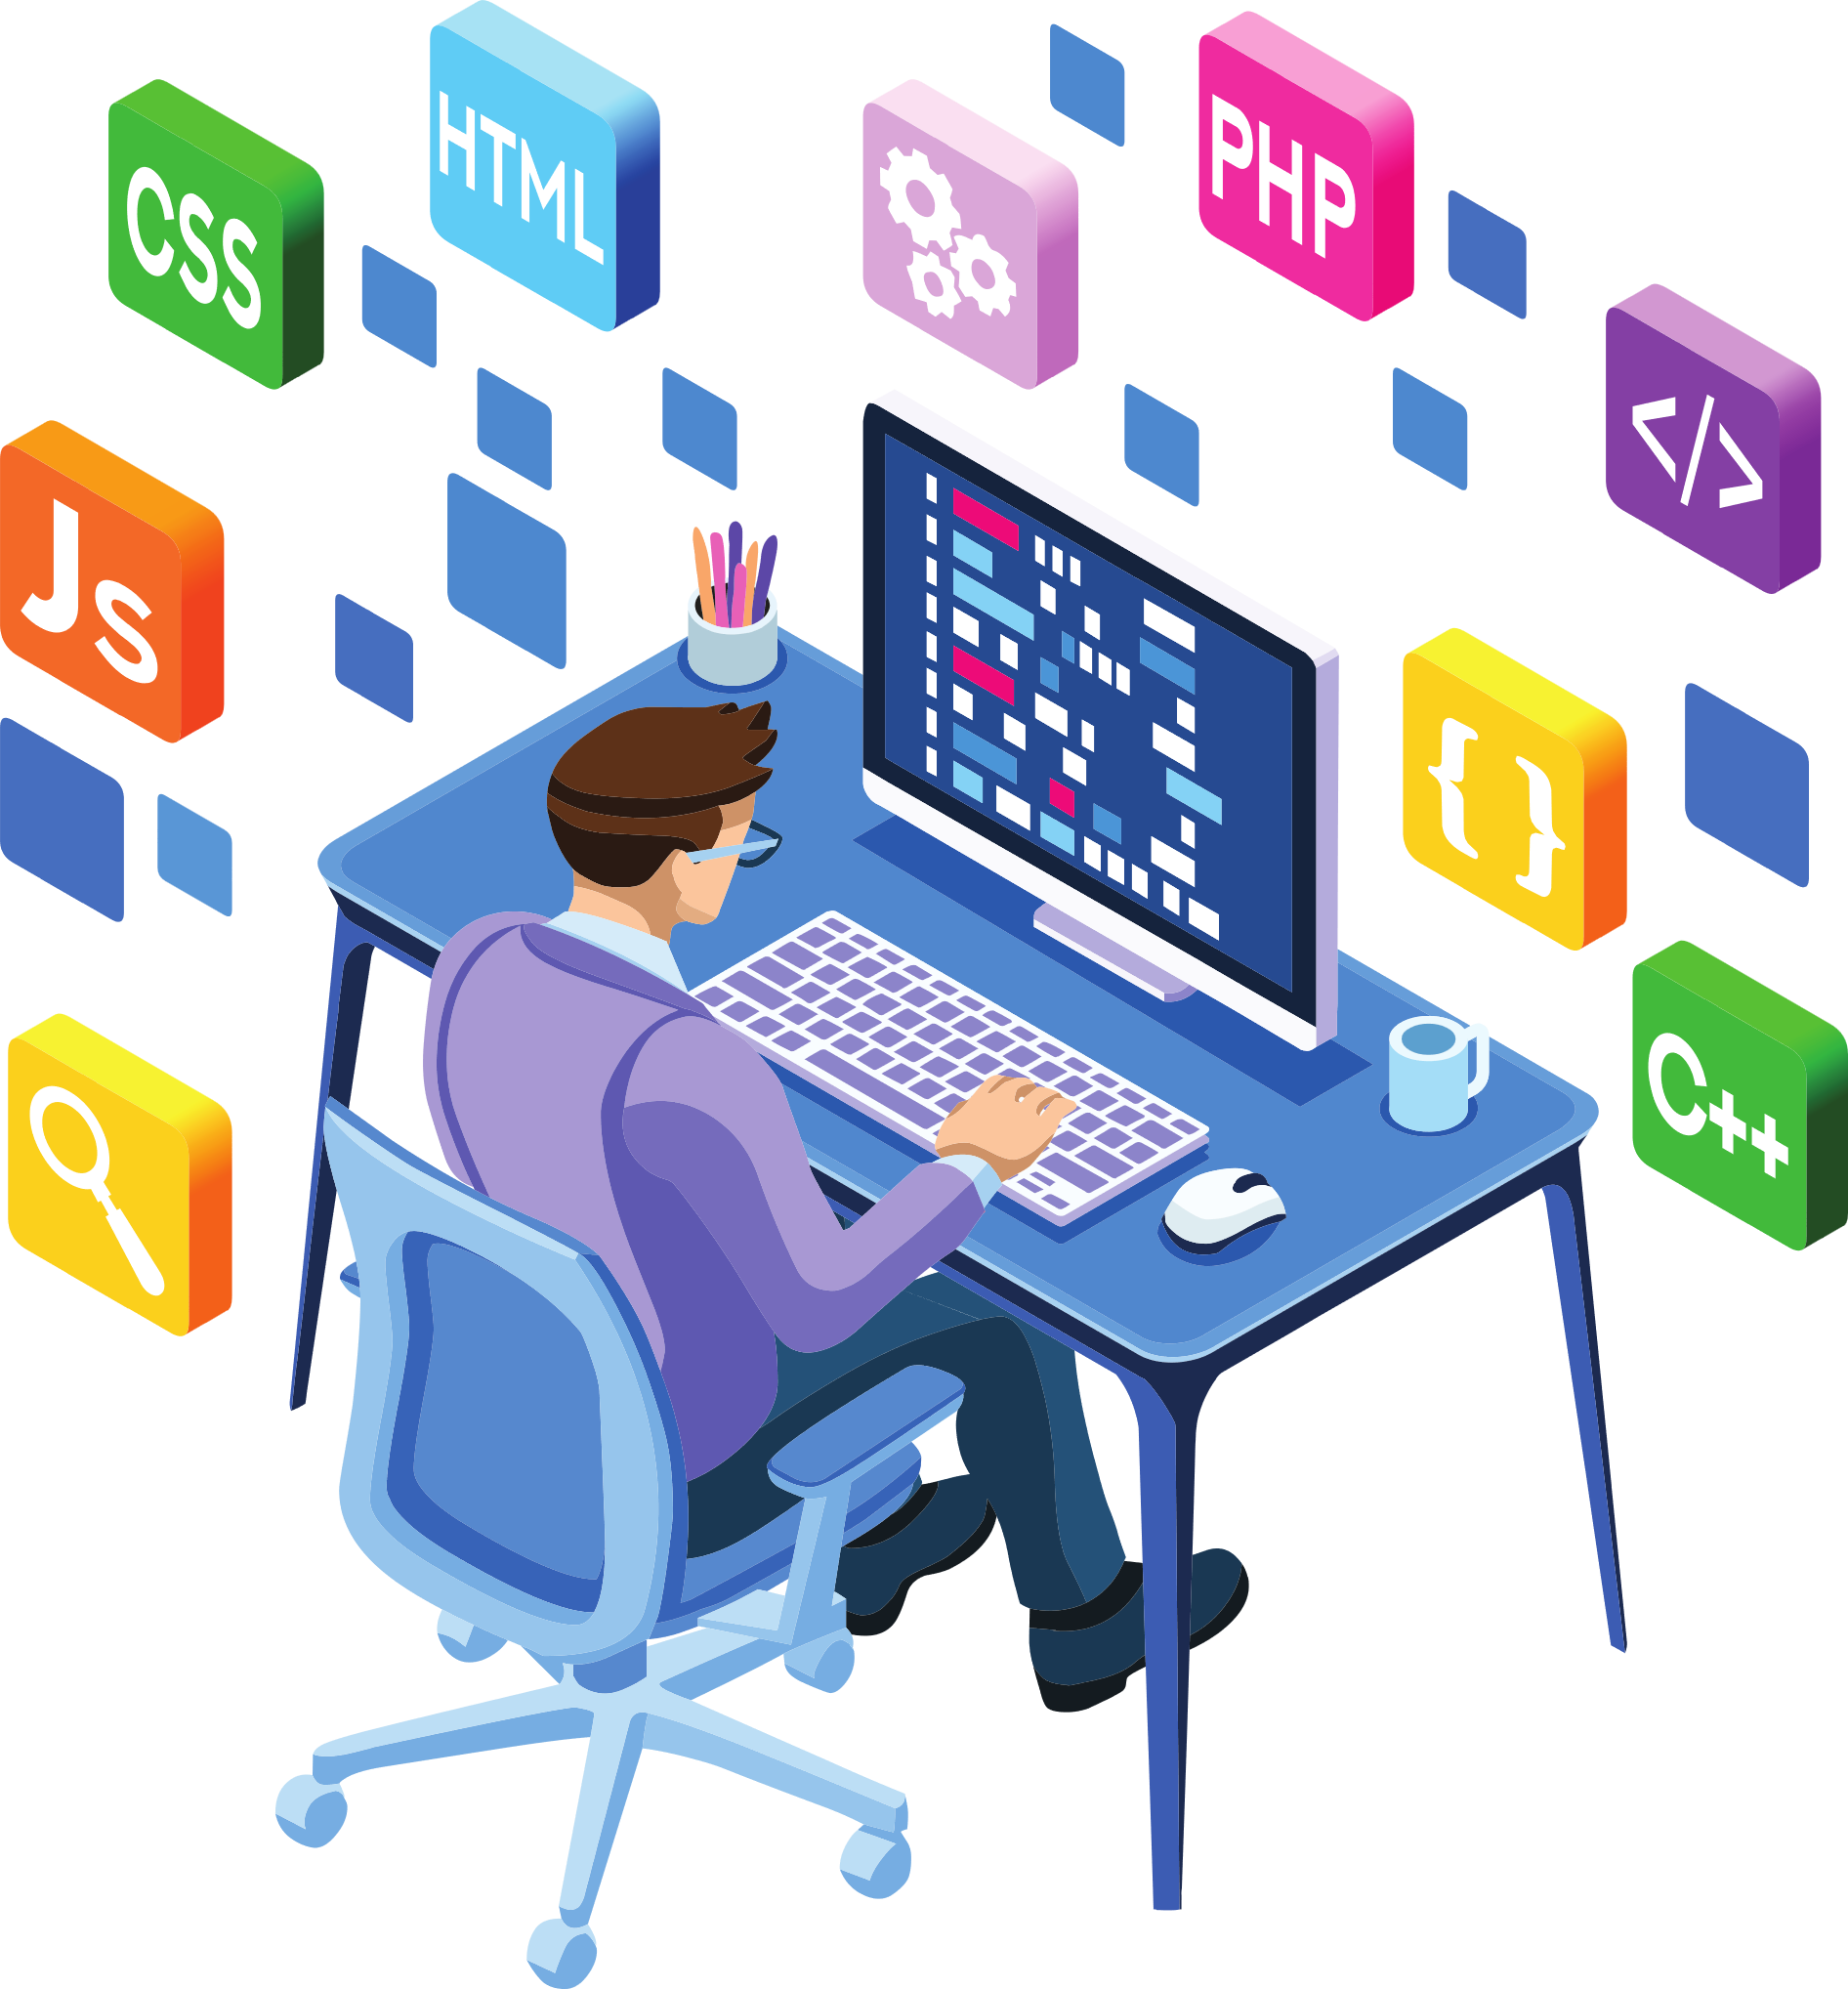 HTML
PHP
CSS
</>
JS
{ }
C++